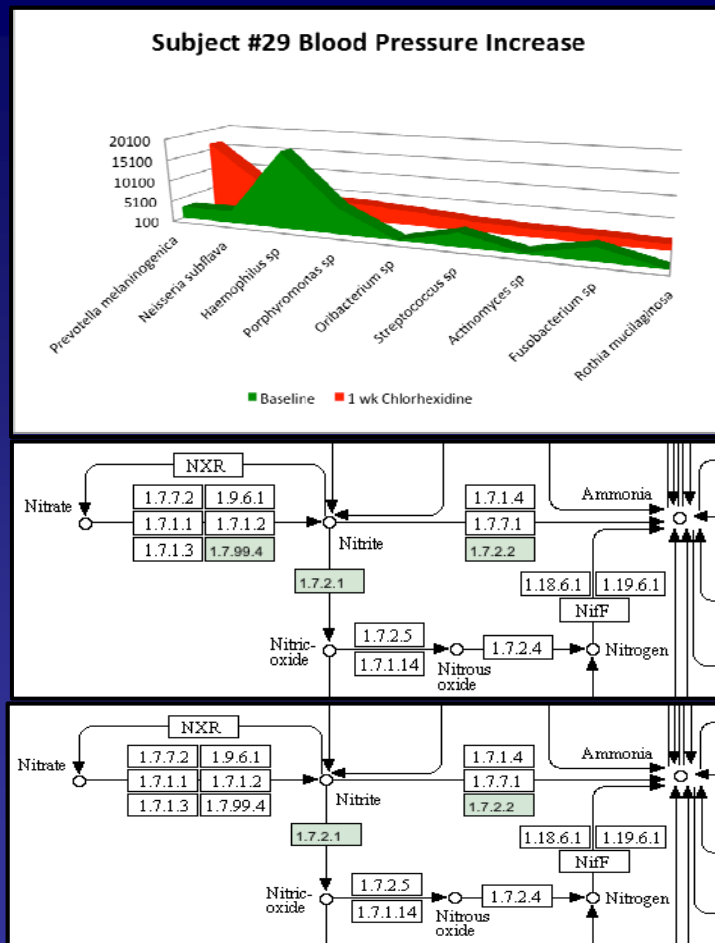 Subject #29 Blood Pressure Increase
20100
15100
10100
5100
100
Prevotella melaninogenica
Neisseria subflava
Haemophilus sp
Porphyromonas sp
Oribacterium sp
Streptococcus sp
Actinomyces sp
Fusobacterium sp
Rothia mucilaginosa
Baseline 1 wk Chlorhexidine
NXR
Nitrate
1.7.7.2 1.9.6.1
1.7.1.1 1.7.1.2
1.7.1.3 1.7.99.4
Nitrite
1.7.1.4
1.7.7.1
1.7.2.2
Ammonia
1.7.2.1
1.18.6.1 1.19.6.1
NifF
Nitric-
oxide
1.7.2.5
1.7.1.14
Nitrous
oxide
1.7.2.4
Nitrogen
NXR
Nitrate
1.7.7.2 1.9.6.1
1.7.1.1 1.7.1.2
1.7.1.3 1.7.99.4
Nitrite
1.7.1.4
1.7.7.1
1.7.2.2
Ammonia
1.7.2.1
1.18.6.1 1.19.6.1
NifF
Nitric-
oxide
1.7.2.5
1.7.1.14
Nitrous
oxide
1.7.2.4
Nitrogen